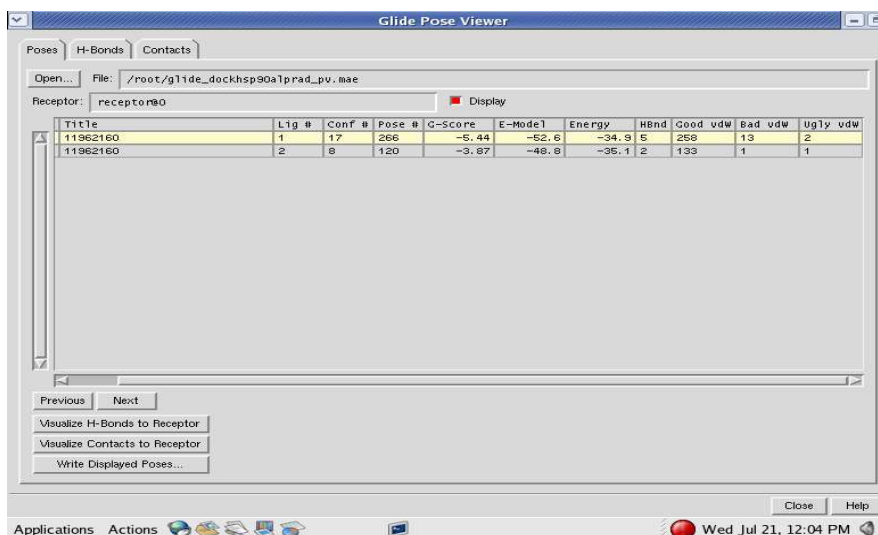 Glide Pose Viewer
Poses H-Bonds Contacts
Open... File: /root/glide_dockhsp90alprad_pv.mae
Receptor: receptor90 Display
Title Lig # Conf # Pose # G-Score E-Model Energy HBnd Good vdW Bad vdW Ugly vdW
11962160 1 17 266 -5.44 -52.6 -34.9 5 258 13 2
11962160 2 8 120 -3.87 -48.8 -35.1 2 133 1 1
Previous Next
Visualize H-Bonds to Receptor
Visualize Contacts to Receptor
Write Displayed Poses...
Close Help
Applications Actions Wed Jul 21, 12:04 PM